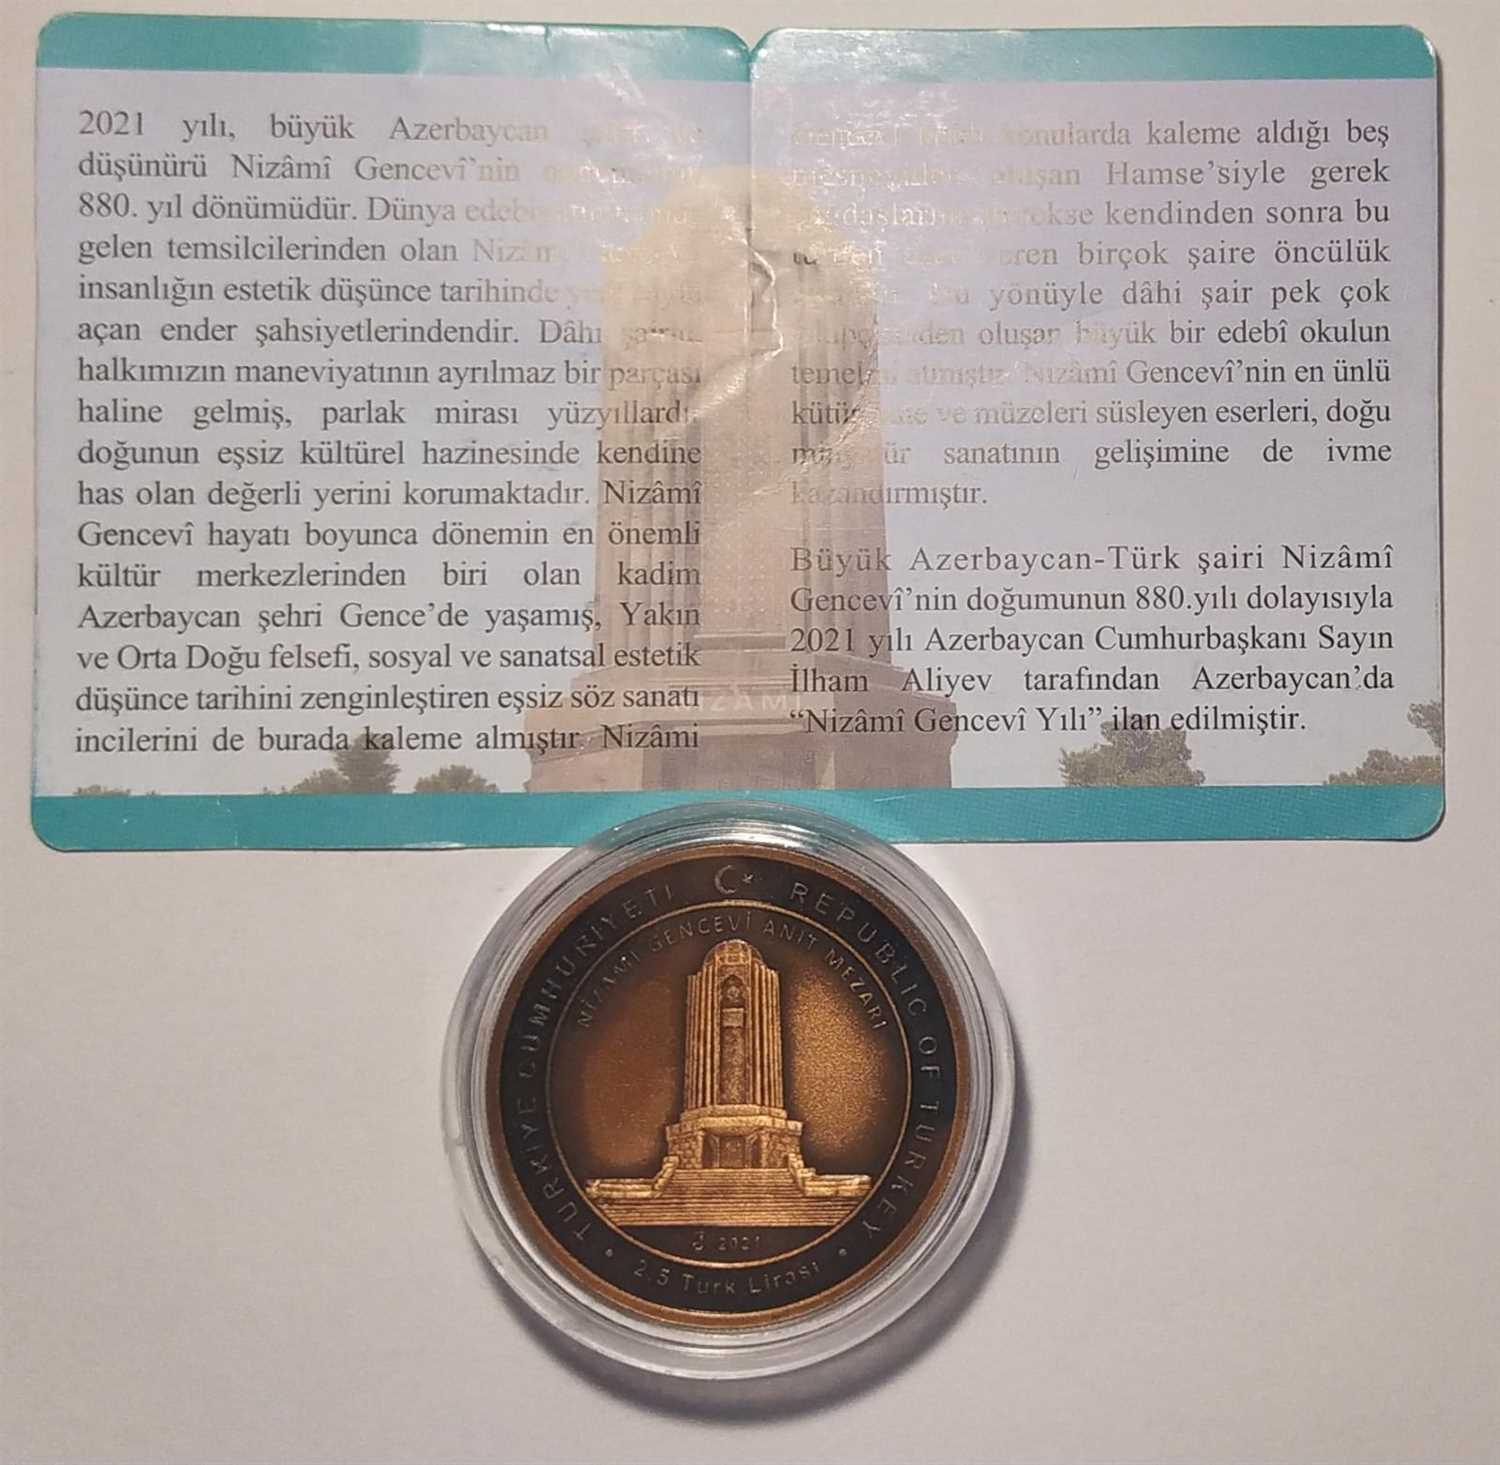 2021 yılı, büyük Azerbaycan
düşünürü Nizâmî Gencevî'nin
880. yıl dönümüdür. Dünya
gelen temsilcilerinden olan
insanlığın estetik düşünce tarihinde
açan ender şahsiyetlerindendir. Dâhi
halkımızın maneviyatının ayrılmaz bir parçası
haline gelmiş, parlak mirası yüzyıllardır
doğunun eşsiz kültürel hazinesinde kendine
has olan değerli yerini korumaktadır. Nizâmî
Gencevî hayatı boyunca dönemin en önemli
kültür merkezlerinden biri olan kadim
Azerbaycan şehri Gence'de yaşamış, Yakın
ve Orta Doğu felsefi, sosyal ve sanatsal estetik
düşünce tarihini zenginleştiren eşsiz söz sanatı
incilerini de burada kaleme almıştır. Nizâmi
konularda kaleme aldığı beş
oluşan Hamse'siyle gerek
kendinden sonra bu
birçok şaire öncülük
yönüyle dâhi şair pek çok
oluşan büyük bir edebî okulun
Nizâmî Gencevî'nin en ünlü
ve müzeleri süsleyen eserleri, doğu
sanatının gelişimine de ivme
kazandırmıştır.
Büyük Azerbaycan-Türk şairi Nizâmî
Gencevî'nin doğumunun 880.yılı dolayısıyla
2021 yılı Azerbaycan Cumhurbaşkanı Sayın
İlham Aliyev tarafından Azerbaycan'da
“Nizâmî Gencevî Yılı” ilan edilmiştir.
NİZAMİ
TÜRKİYE CUMHURİYETİ REPUBLIC OF TURKEY
NİZAMİ GENCEVİ ANIT MEZARI
2021
• 2.5 Türk Lirası •